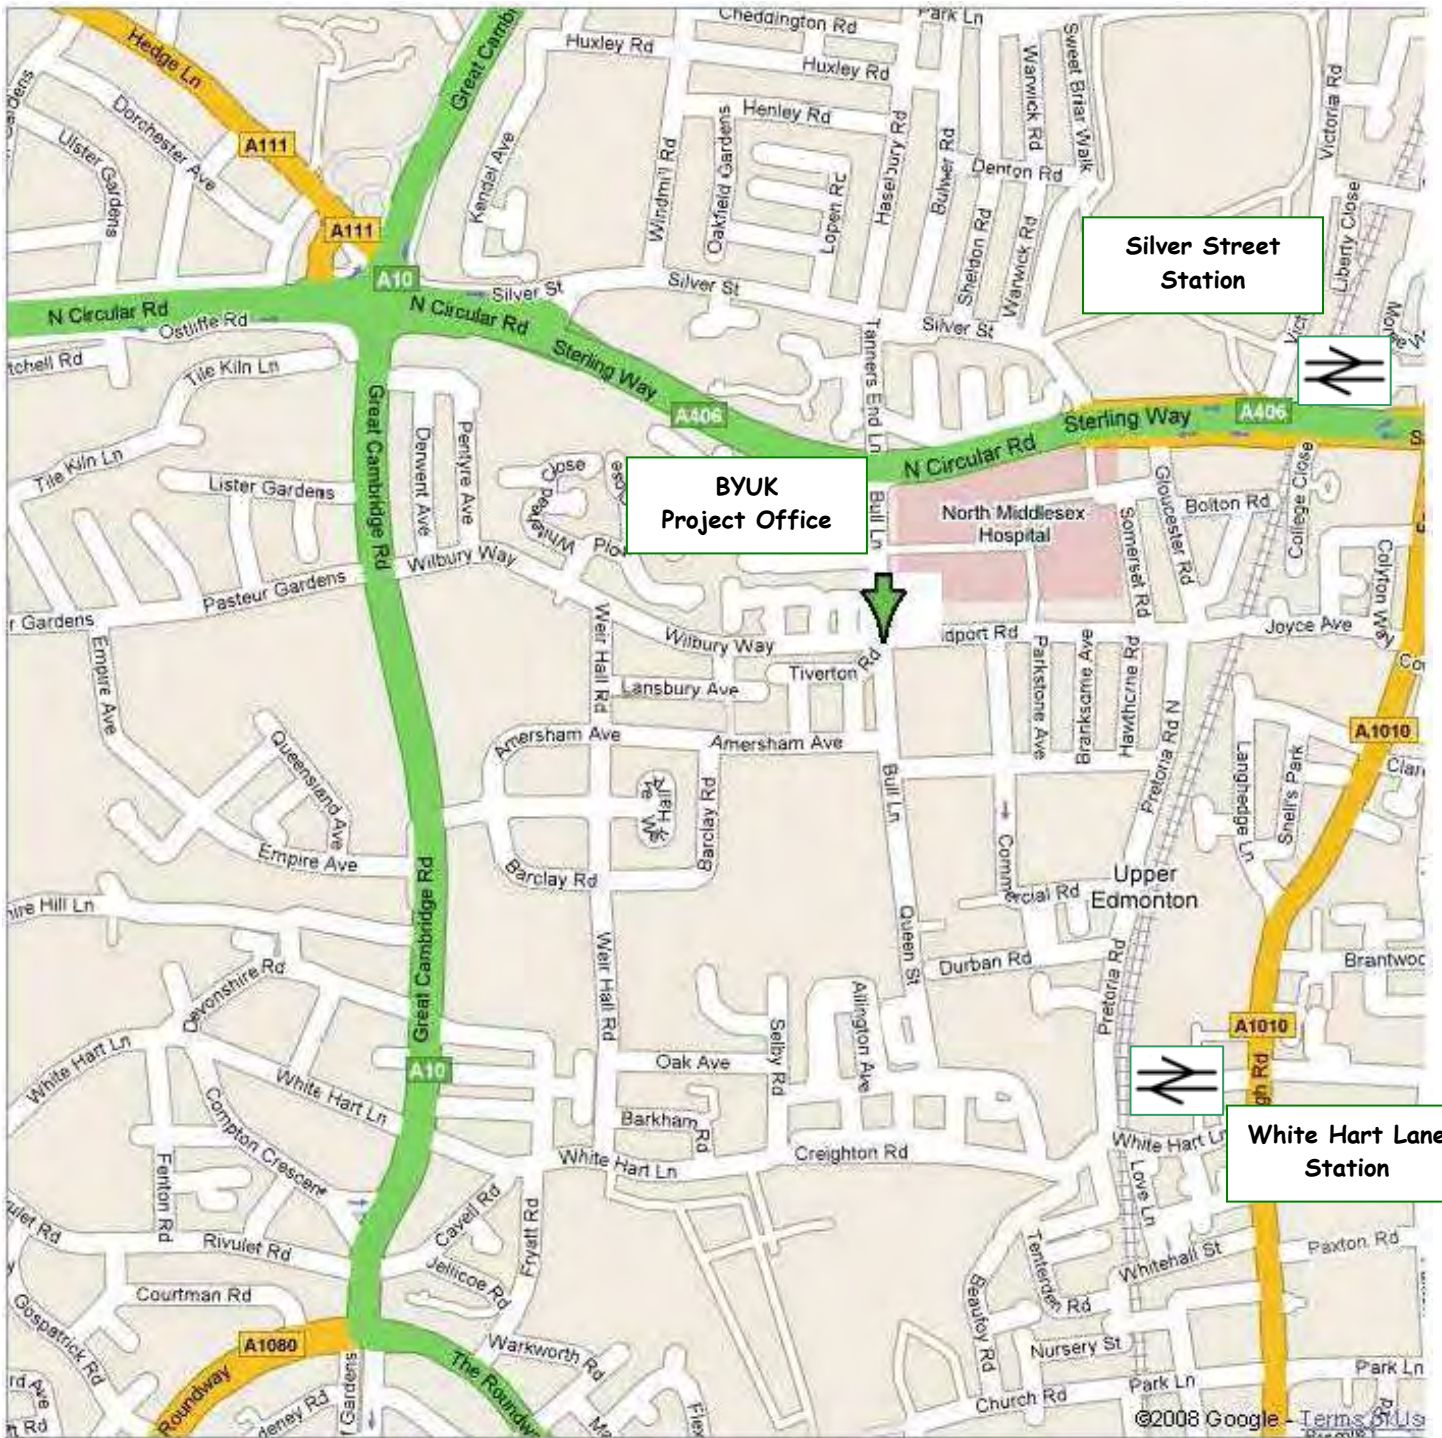 Cheddington Rd
Park Ln
Hedge Ln
Huxley Rd
Huxley Rd
Henley Rd
Dorchester Ave
Ulster Gardens
A111
A111
Kendal Ave
Windmill Rd
Oakfield Gardens
Haselbury Rd
Bulwer Rd
Warwick Rd
Sweet Briar Walk
Victoria Rd
Denton Rd
Sheldon Rd
Warwick Rd
Liberty Close
Silver Street
Station
A10
N Circular Rd
Ostliffe Rd
N Circular Rd
Silver St
Silver St
Silver St
Tile Kiln Ln
Sterling Way
Tanners End Ln
A406
Sterling Way
A406
N Circular Rd
Great Cambridge Rd
Derwent Ave
Pentyre Ave
Tile Kiln Ln
Lister Gardens
Close
BYUK
Project Office
Bull Ln
North Middlesex
Hospital
Somerset Rd
Gloucester Rd
Bolton Rd
College Close
Wilbury Way
Pasteur Gardens
r Gardens
Empire Ave
Weir Hall Rd
Wilbury Way
Tiverton Rd
idport Rd
Joyce Ave
Lansbury Ave
Parkstone Ave
Branksome Ave
Hawthorne Rd
Pretoria Rd N
Amersham Ave
Amersham Ave
A1010
Queensland Ave
Bull Ln
Langhedge Ln
Snell's Park
Barclay Rd
Empire Ave
Barclay Rd
Commercial Rd
Upper
Edmonton
ire Hill Ln
Great Cambridge Rd
Weir Hall Rd
Queen St
Durban Rd
Pretoria Rd
Brantwoo
Devonshire Rd
Allington Ave
Selby Rd
A1010
White Hart Ln
Oak Ave
A10
White Hart Ln
gh Rd
Compton Crescent
Barkham Rd
White Hart Ln
White Hart Lane
Station
Creighton Rd
White Hart Ln
Fenton Rd
Love Ln
Cavell Rd
Fryatt Rd
Rivulet Rd
Jellicoe Rd
Whitehall St
Paxton Rd
Tenterden Rd
Courtman Rd
Beaufoy Rd
Gospatrick Rd
A1080
Warkworth Rd
Nursery St
The Roundw
Roundway
Park Ln
Park Ln
Church Rd
Gardens
©2008 Google - Terms of Us